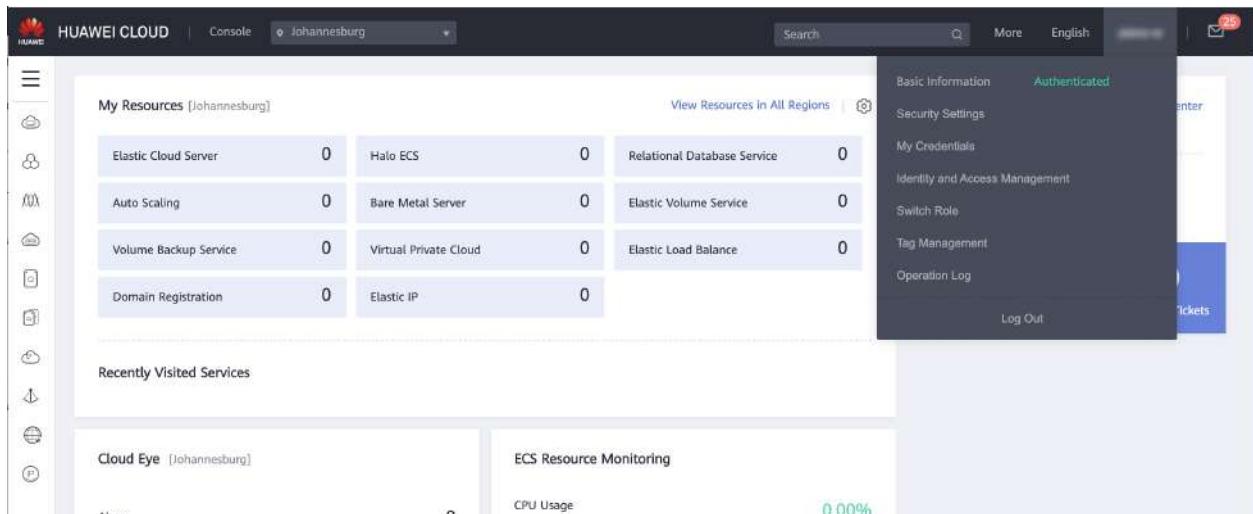 HUAWEI
HUAWEI CLOUD
Console
Johannesburg
Search
More
English
25
My Resources [Johannesburg]
View Resources in All Regions
Elastic Cloud Server 0
Halo ECS 0
Relational Database Service 0
Auto Scaling 0
Bare Metal Server 0
Elastic Volume Service 0
Volume Backup Service 0
Virtual Private Cloud 0
Elastic Load Balance 0
Domain Registration 0
Elastic IP 0
Recently Visited Services
Cloud Eye [Johannesburg]
ECS Resource Monitoring
CPU Usage
0.00%
Basic Information Authenticated
Security Settings
My Credentials
Identity and Access Management
Switch Role
Tag Management
Operation Log
Log Out
enter
Tickets